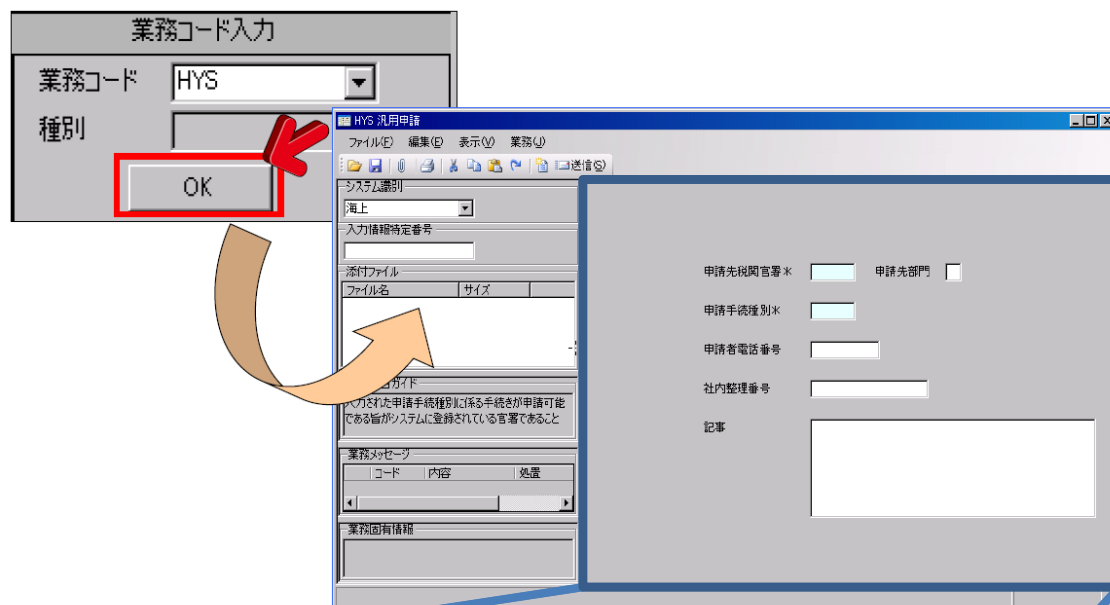 業務コード入力
業務コード HYS
種別
OK
HYS 汎用申請
ファイル(F) 編集(E) 表示(V) 業務(J)
送信(S)
システム識別
海上
入力情報特定番号
添付ファイル
ファイル名 サイズ
ガイド
入力された申請手続種別に係る手続きが申請可能
である旨がシステムに登録されている官署であること
業務メッセージ
コード 内容 処置
業務固有情報
申請先税関官署* 申請先部門
申請手続種別*
申請者電話番号
社内整理番号
記事